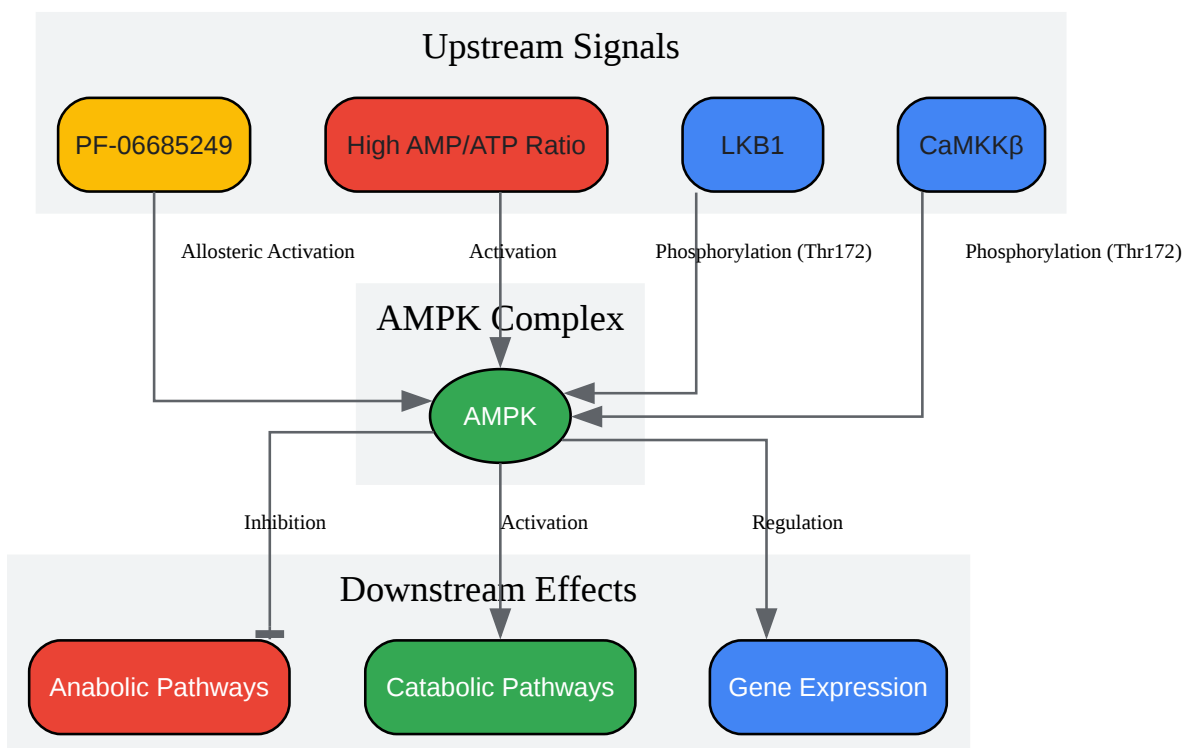 Upstream Signals
PF-06685249
High AMP/ATP Ratio
LKB1
CaMKKβ
Allosteric Activation
Activation
Phosphorylation (Thr172)
Phosphorylation (Thr172)
AMPK Complex
AMPK
Inhibition
Activation
Regulation
Downstream Effects
Anabolic Pathways
Catabolic Pathways
Gene Expression